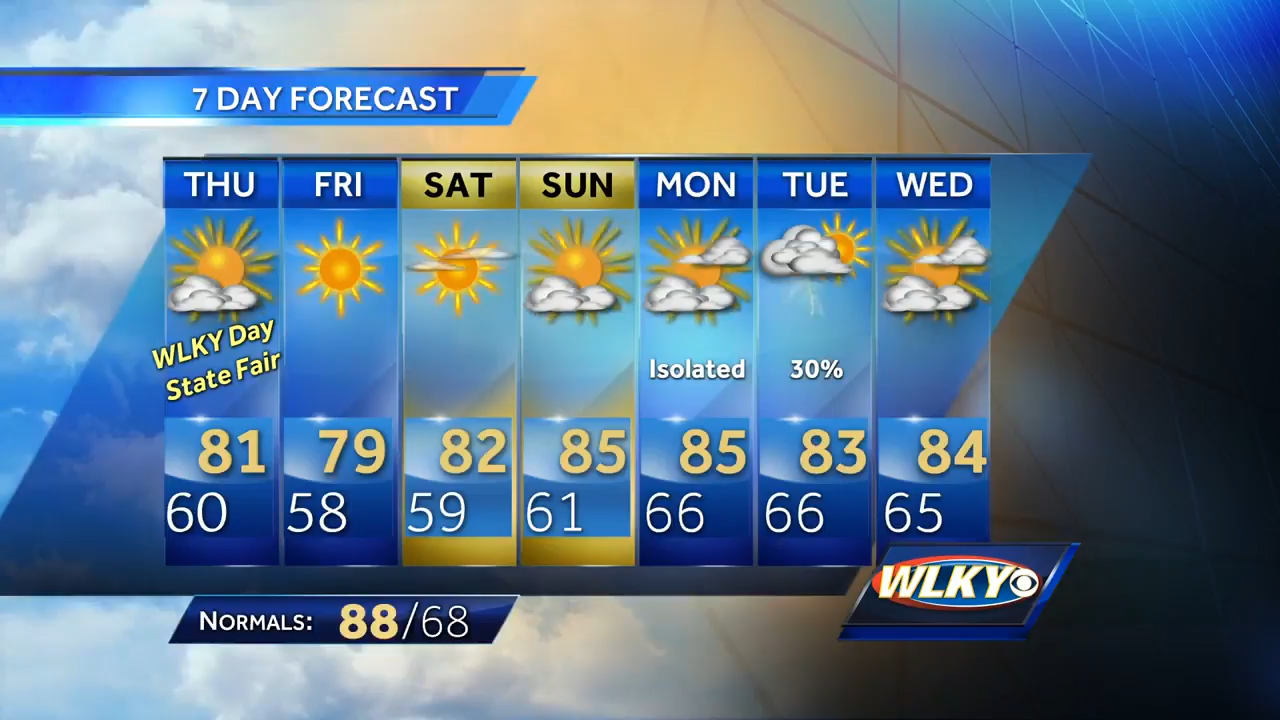 7 DAY FORECAST
THU FRI SAT SUN MON TUE WED
WLKY Day
State Fair
Isolated 30%
81 79 82 85 85 83 84
60 58 59 61 66 66 65
NORMALS: 88/68
WLKY